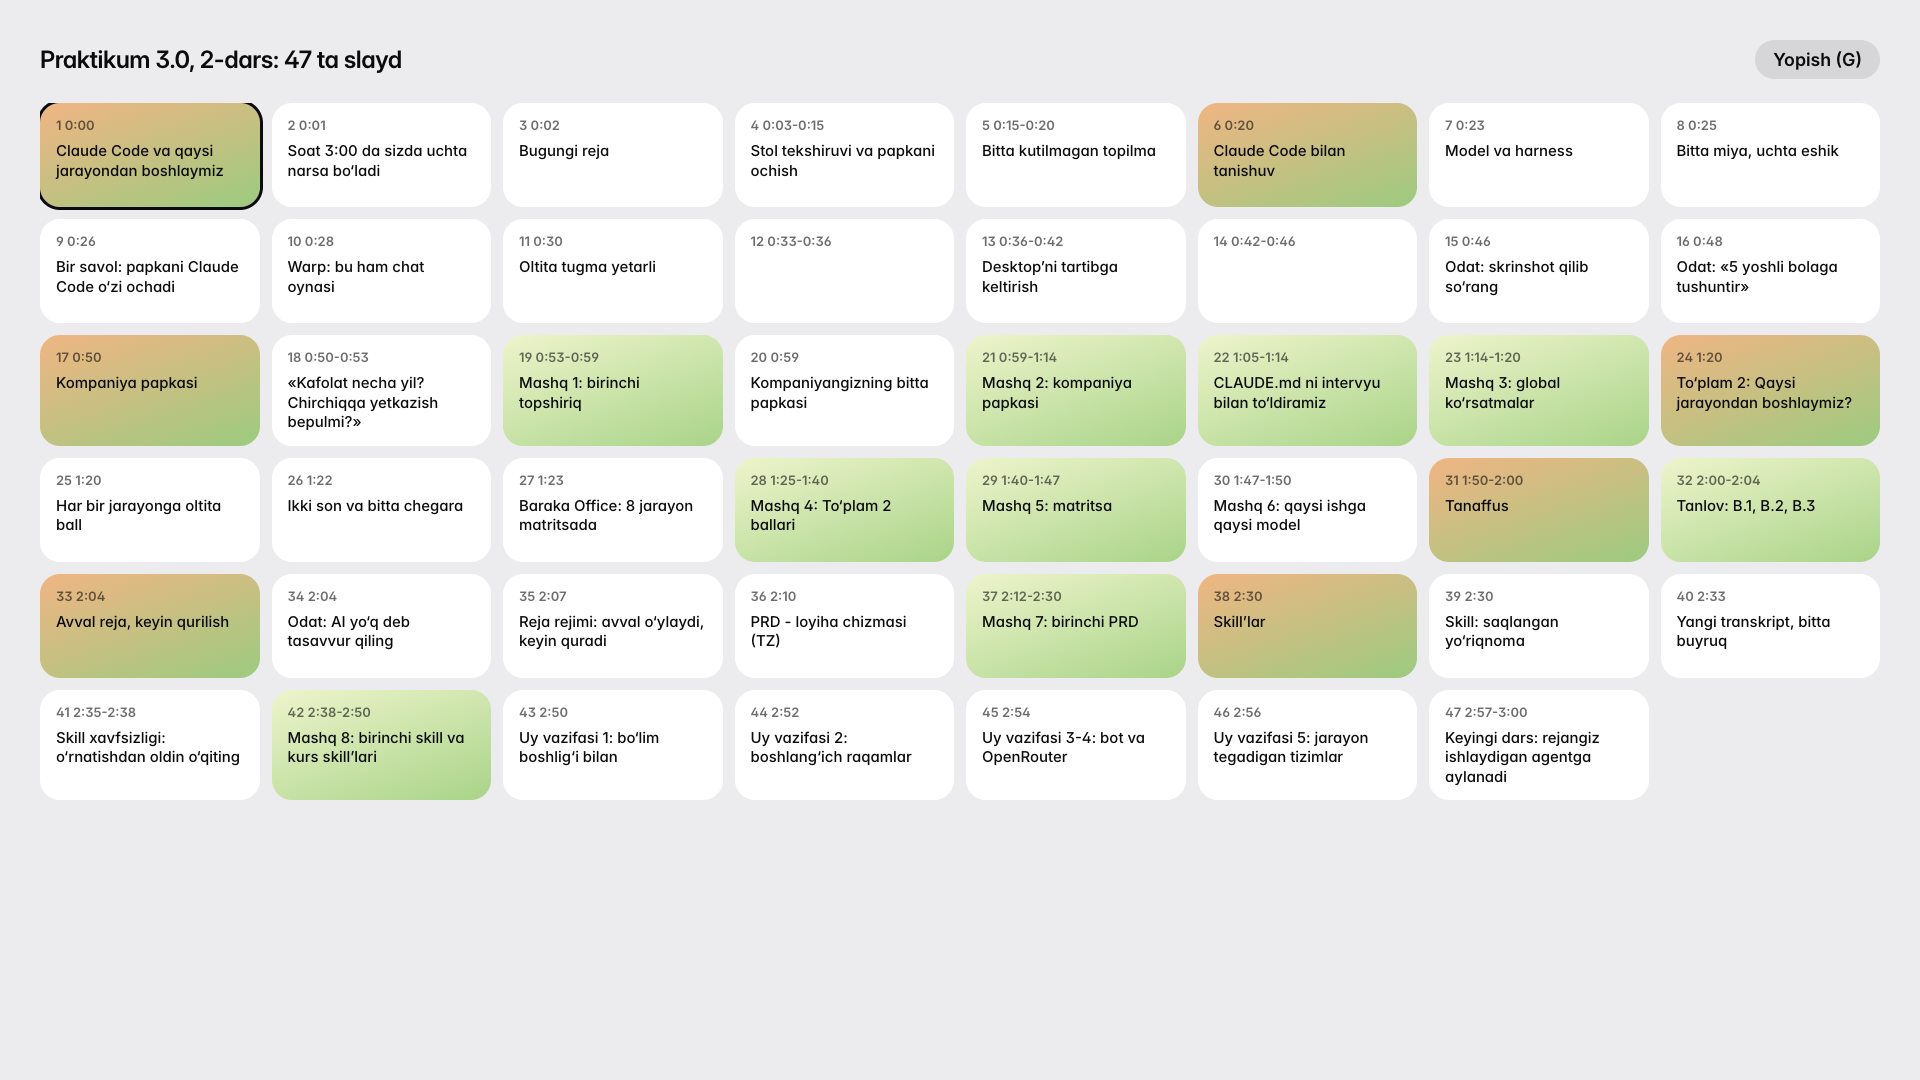 Praktikum 3.0, 2-dars: 47 ta slayd
Yopish (G)
1 0:00
Claude Code va qaysi
jarayondan boshlaymiz
2 0:01
Soat 3:00 da sizda uchta
narsa bo‘ladi
3 0:02
Bugungi reja
4 0:03-0:15
Stol tekshiruvi va papkani
ochish
5 0:15-0:20
Bitta kutilmagan topilma
6 0:20
Claude Code bilan
tanishuv
7 0:23
Model va harness
8 0:25
Bitta miya, uchta eshik
9 0:26
Bir savol: papkani Claude
Code o‘zi ochadi
10 0:28
Warp: bu ham chat
oynasi
11 0:30
Oltita tugma yetarli
12 0:33-0:36
13 0:36-0:42
Desktop’ni tartibga
keltirish
14 0:42-0:46
15 0:46
Odat: skrinshot qilib
so‘rang
16 0:48
Odat: «5 yoshli bolaga
tushuntir»
17 0:50
Kompaniya papkasi
18 0:50-0:53
«Kafolat necha yil?
Chirchiqqa yetkazish
bepulmi?»
19 0:53-0:59
Mashq 1: birinchi
topshiriq
20 0:59
Kompaniyangizning bitta
papkasi
21 0:59-1:14
Mashq 2: kompaniya
papkasi
22 1:05-1:14
CLAUDE.md ni intervyu
bilan to‘ldiramiz
23 1:14-1:20
Mashq 3: global
ko‘rsatmalar
24 1:20
To‘plam 2: Qaysi
jarayondan boshlaymiz?
25 1:20
Har bir jarayonga oltita
ball
26 1:22
Ikki son va bitta chegara
27 1:23
Baraka Office: 8 jarayon
matritsada
28 1:25-1:40
Mashq 4: To‘plam 2
ballari
29 1:40-1:47
Mashq 5: matritsa
30 1:47-1:50
Mashq 6: qaysi ishga
qaysi model
31 1:50-2:00
Tanaffus
32 2:00-2:04
Tanlov: B.1, B.2, B.3
33 2:04
Avval reja, keyin qurilish
34 2:04
Odat: AI yo‘q deb
tasavvur qiling
35 2:07
Reja rejimi: avval o‘ylaydi,
keyin quradi
36 2:10
PRD - loyiha chizmasi
(TZ)
37 2:12-2:30
Mashq 7: birinchi PRD
38 2:30
Skill’lar
39 2:30
Skill: saqlangan
yo‘riqnoma
40 2:33
Yangi transkript, bitta
buyruq
41 2:35-2:38
Skill xavfsizligi:
o‘rnatishdan oldin o‘qiting
42 2:38-2:50
Mashq 8: birinchi skill va
kurs skill’lari
43 2:50
Uy vazifasi 1: bo‘lim
boshlig‘i bilan
44 2:52
Uy vazifasi 2:
boshlang‘ich raqamlar
45 2:54
Uy vazifasi 3-4: bot va
OpenRouter
46 2:56
Uy vazifasi 5: jarayon
tegadigan tizimlar
47 2:57-3:00
Keyingi dars: rejangiz
ishlaydigan agentga
aylanadi